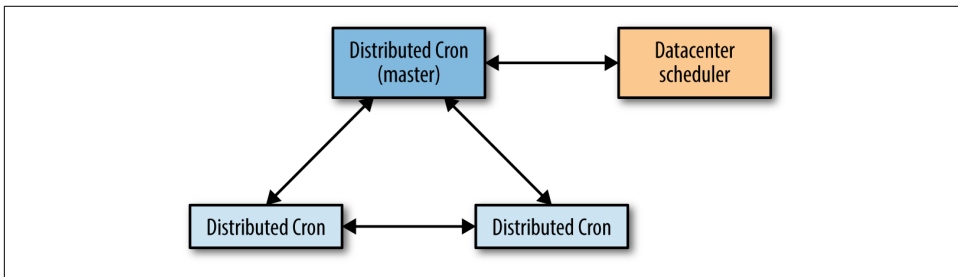 Distributed Cron
(master)
Datacenter
scheduler
Distributed Cron
Distributed Cron